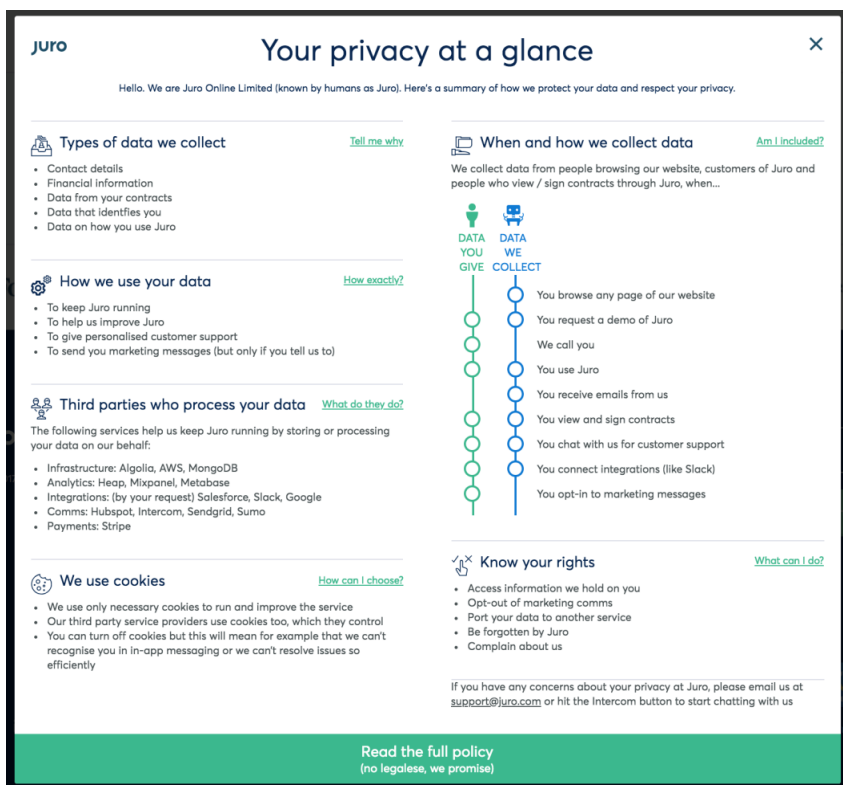 Juro
Your privacy at a glance
Hello. We are Juro Online Limited (known by humans as Juro). Here's a summary of how we protect your data and respect your privacy.
Types of data we collect
Tell me why
• Contact details
• Financial information
• Data from your contracts
• Data that identfies you
• Data on how you use Juro
How we use your data
How exactly?
• To keep Juro running
• To help us improve Juro
• To give personalised customer support
• To send you marketing messages (but only if you tell us to)
Third parties who process your data
What do they do?
The following services help us keep Juro running by storing or processing
your data on our behalf:
• Infrastructure: Algolia, AWS, MongoDB
• Analytics: Heap, Mixpanel, Metabase
• Integrations: (by your request) Salesforce, Slack, Google
• Comms: Hubspot, Intercom, Sendgrid, Sumo
• Payments: Stripe
We use cookies
How can I choose?
• We use only necessary cookies to run and improve the service
• Our third party service providers use cookies too, which they control
• You can turn off cookies but this will mean for example that we can't
recognise you in in-app messaging or we can't resolve issues so
efficiently
When and how we collect data
Am I included?
We collect data from people browsing our website, customers of Juro and
people who view / sign contracts through Juro, when...
DATA
YOU
GIVE
DATA
WE
COLLECT
You browse any page of our website
You request a demo of Juro
We call you
You use Juro
You receive emails from us
You view and sign contracts
You chat with us for customer support
You connect integrations (like Slack)
You opt-in to marketing messages
Know your rights
What can I do?
• Access information we hold on you
• Opt-out of marketing comms
• Port your data to another service
• Be forgotten by Juro
• Complain about us
If you have any concerns about your privacy at Juro, please email us at
support@juro.com or hit the Intercom button to start chatting with us
Read the full policy
(no legalese, we promise)